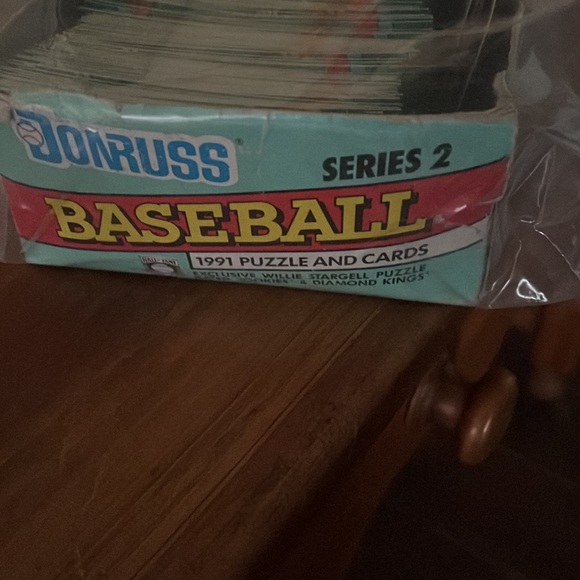 DONRUSS®
SERIES 2
BASEBALL
1991 PUZZLE AND CARDS
EXCLUSIVE WILLIE STARGELL PUZZLE
& DIAMOND KINGS